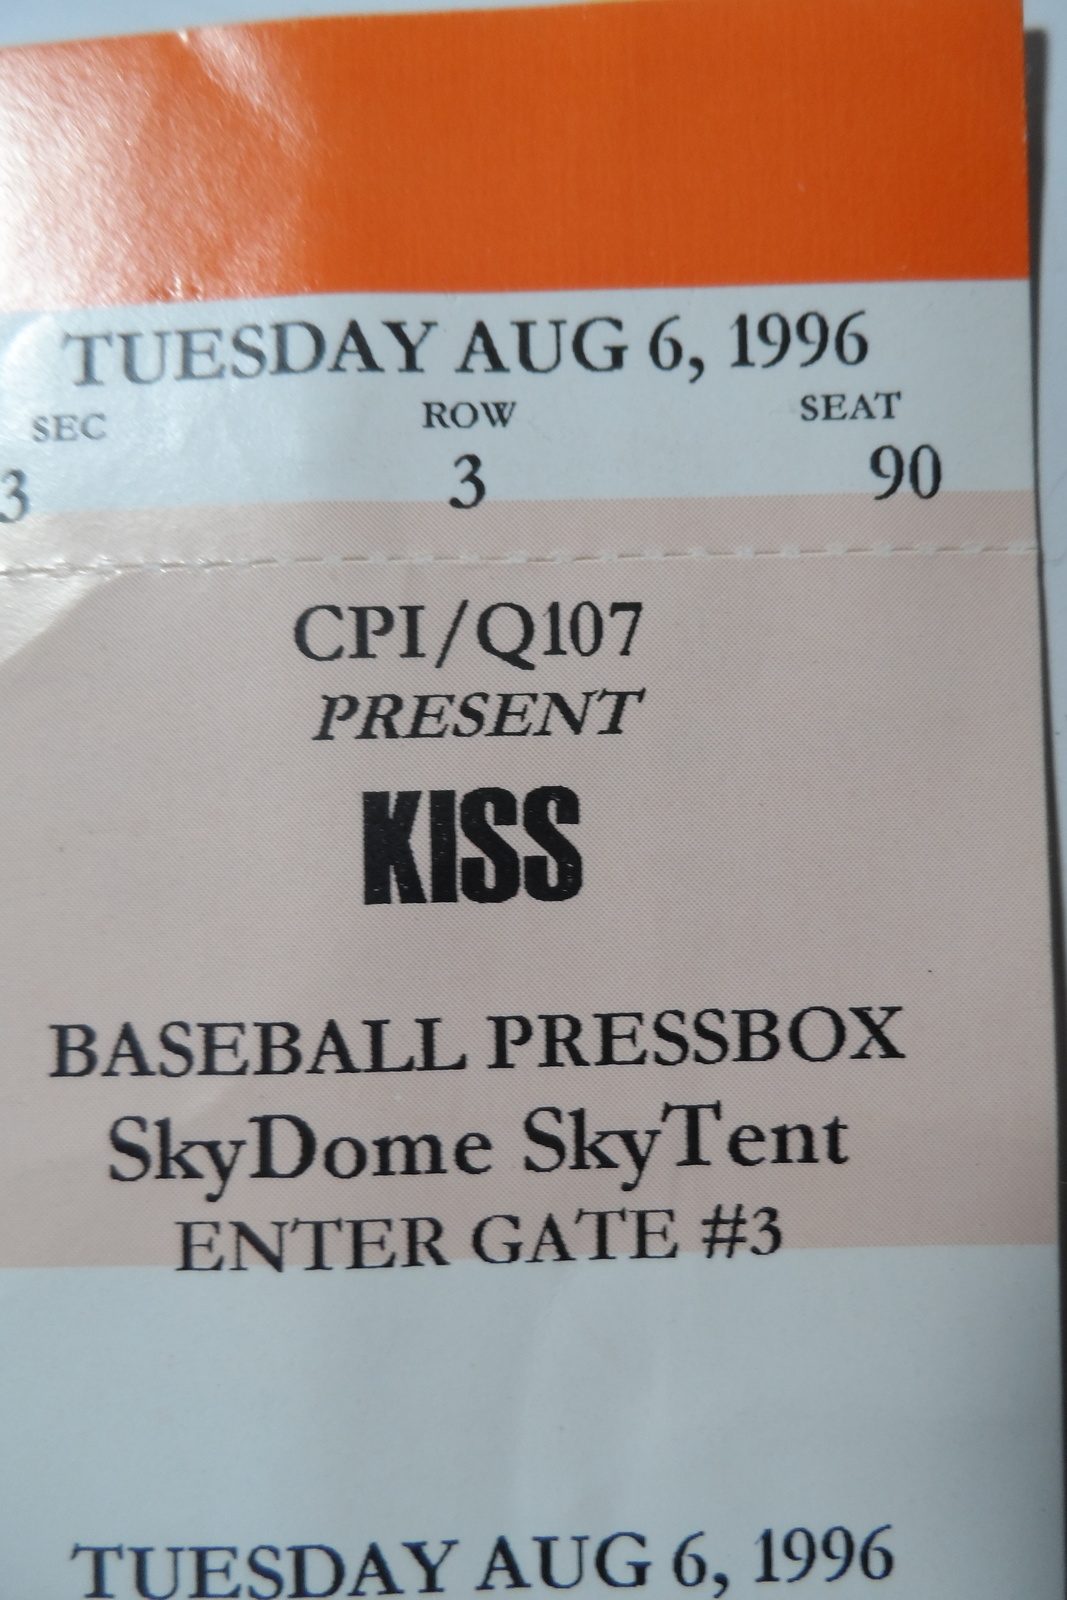 TUESDAY AUG 6, 1996
SEC ROW SEAT
3 3 90
CPI/Q107
PRESENT
KISS
BASEBALL PRESSBOX
SkyDome SkyTent
ENTER GATE #3
TUESDAY AUG 6, 1996